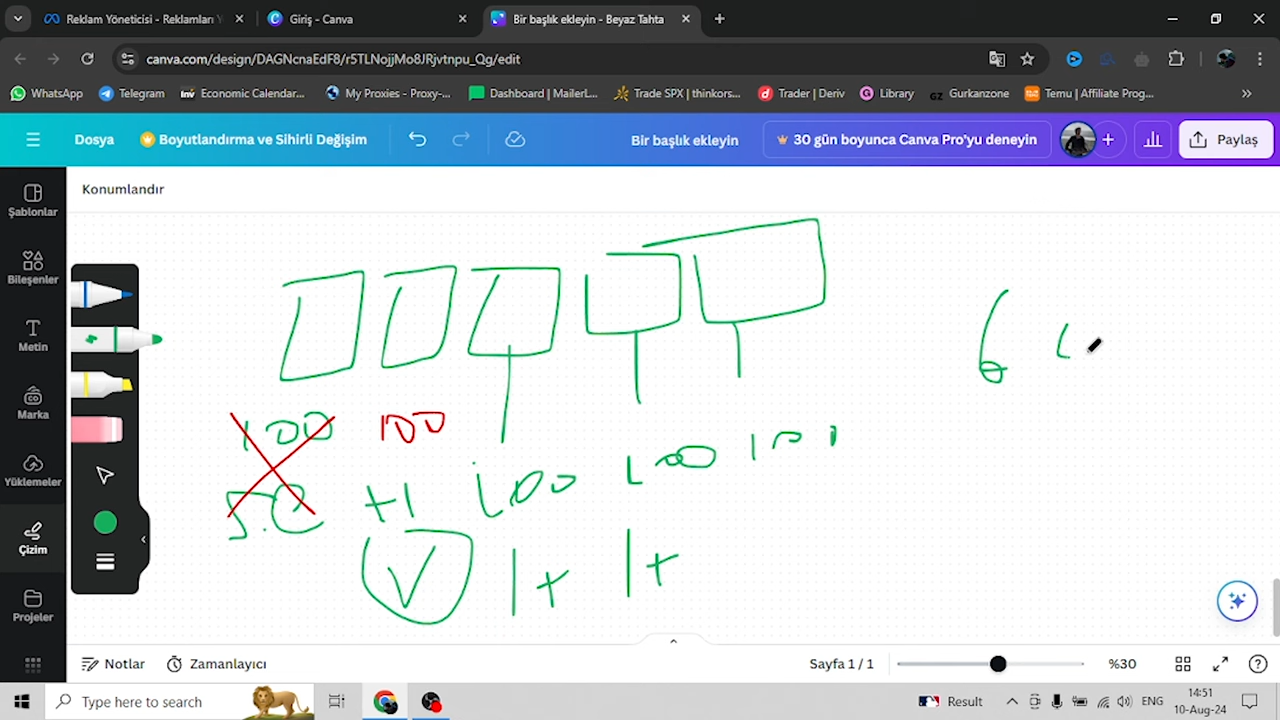 Reklam Yöneticisi - Reklamları Y
Giriş - Canva
Bir başlık ekleyin - Beyaz Tahta
canva.com/design/DAGNcnaEdF8/r5TLNojjMo8JRjvtnpu_Qg/edit
WhatsApp
Telegram
Economic Calendar...
My Proxies - Proxy-...
Dashboard | MailerL...
Trade SPX | thinkors...
Trader | Deriv
Library
Gurkanzone
Temu | Affiliate Prog...
Dosya
Boyutlandırma ve Sihirli Değişim
Bir başlık ekleyin
30 gün boyunca Canva Pro'yu deneyin
Paylaş
Konumlandır
Şablonlar
Bileşenler
Metin
Marka
Yüklemeler
Çizim
Projeler
6
100 100
+1 100 100 100
V 1+ 1+
Notlar
Zamanlayıcı
Sayfa 1 / 1
%30
Type here to search
Result
ENG
14:51
10-Aug-24